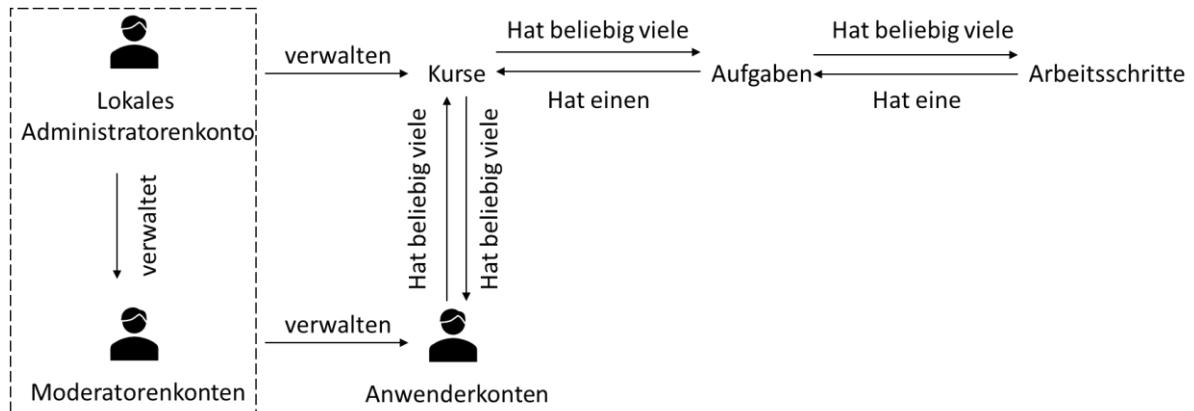 Hat beliebig viele
Hat beliebig viele
verwalten
Kurse
Aufgaben
Arbeitsschritte
Hat einen
Hat eine
Lokales
Administratorenkonto
verwaltet
Hat beliebig viele
Hat beliebig viele
verwalten
Moderatorenkonten
Anwenderkonten